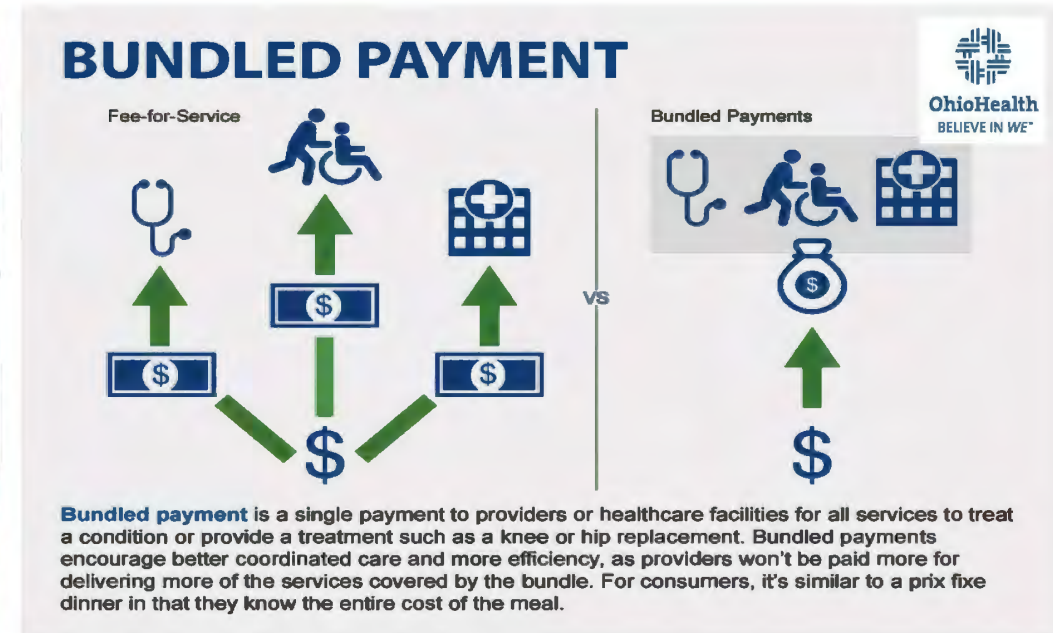 BUNDLED PAYMENT
OhioHealth
BELIEVE IN WE™
Fee-for-Service
Bundled Payments
$
$
VS
$
$
$
$
Bundled payment is a single payment to providers or healthcare facilities for all services to treat
a condition or provide a treatment such as a knee or hip replacement. Bundled payments
encourage better coordinated care and more efficiency, as providers won't be paid more for
delivering more of the services covered by the bundle. For consumers, it's similar to a prix fixe
dinner in that they know the entire cost of the meal.